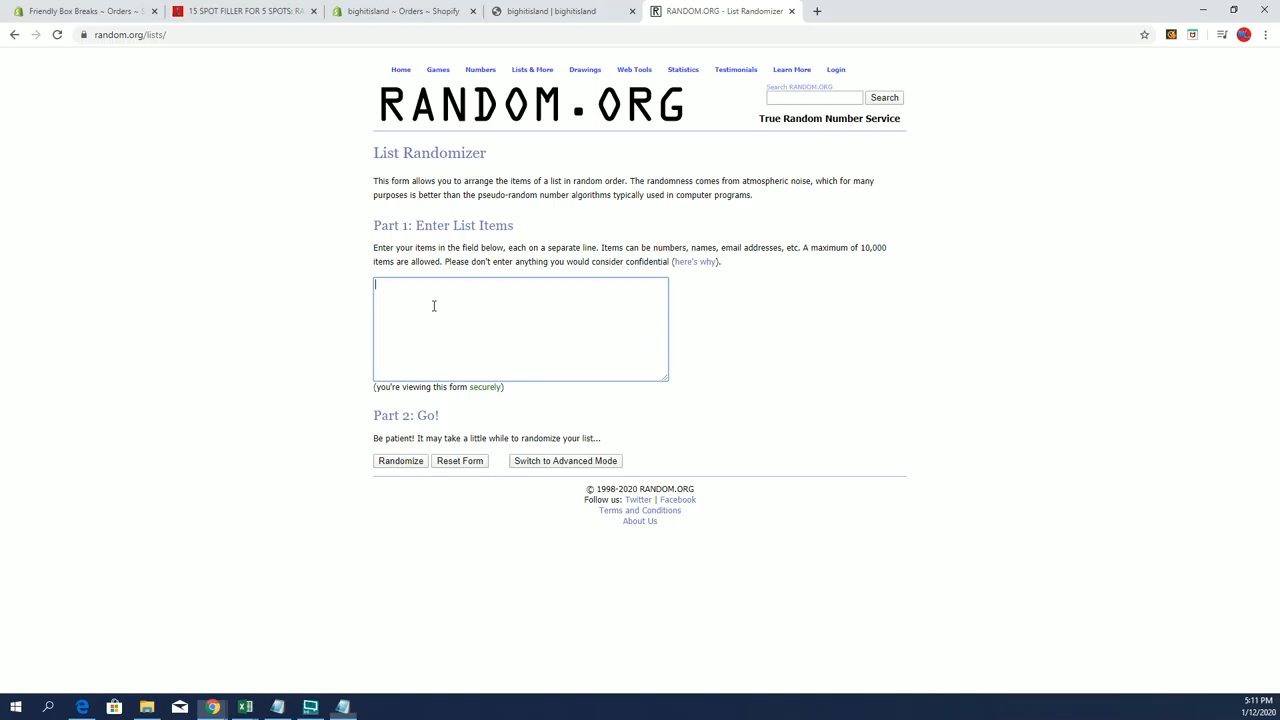 Friendly Box Breaks ~ Orders ~ S
15 SPOT FILLER FOR 5 SPOTS: RA
bighitisland ~ Orders ~ Shopify
bighitisland | bighitisland
RANDOM.ORG - List Randomizer
random.org/lists/
Home Games Numbers Lists & More Drawings Web Tools Statistics Testimonials Learn More Login
RANDOM.ORG
Search RANDOM.ORG
Search
True Random Number Service
List Randomizer
This form allows you to arrange the items of a list in random order. The randomness comes from atmospheric noise, which for many
purposes is better than the pseudo-random number algorithms typically used in computer programs.
Part 1: Enter List Items
Enter your items in the field below, each on a separate line. Items can be numbers, names, email addresses, etc. A maximum of 10,000
items are allowed. Please don't enter anything you would consider confidential (here's why).
(you're viewing this form securely)
Part 2: Go!
Be patient! It may take a little while to randomize your list...
Randomize Reset Form Switch to Advanced Mode
© 1998-2020 RANDOM.ORG
Follow us: Twitter | Facebook
Terms and Conditions
About Us
5:11 PM
1/12/2020